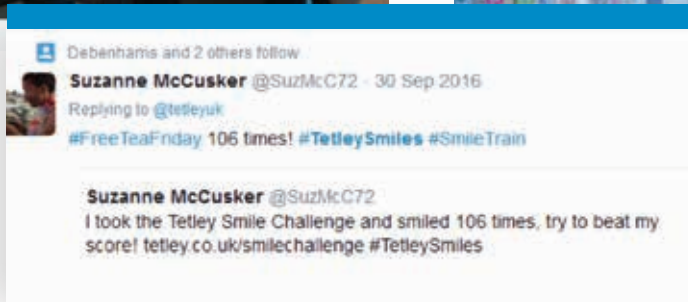 Debenhams and 2 others follow
Suzanne McCusker @SuzMcC72 · 30 Sep 2016
Replying to @tetleyuk
#FreeTeaFriday 106 times! #TetleySmiles #SmileTrain
Suzanne McCusker @SuzMcC72
I took the Tetley Smile Challenge and smiled 106 times, try to beat my
score! tetley.co.uk/smilechallenge #TetleySmiles